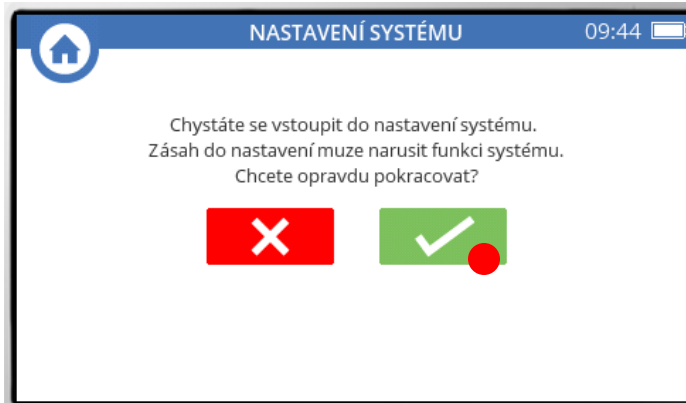 NASTAVENÍ SYSTÉMU 09:44
Chystáte se vstoupit do nastavení systému.
Zásah do nastavení muze narusit funkci systému.
Chcete opravdu pokracovat?